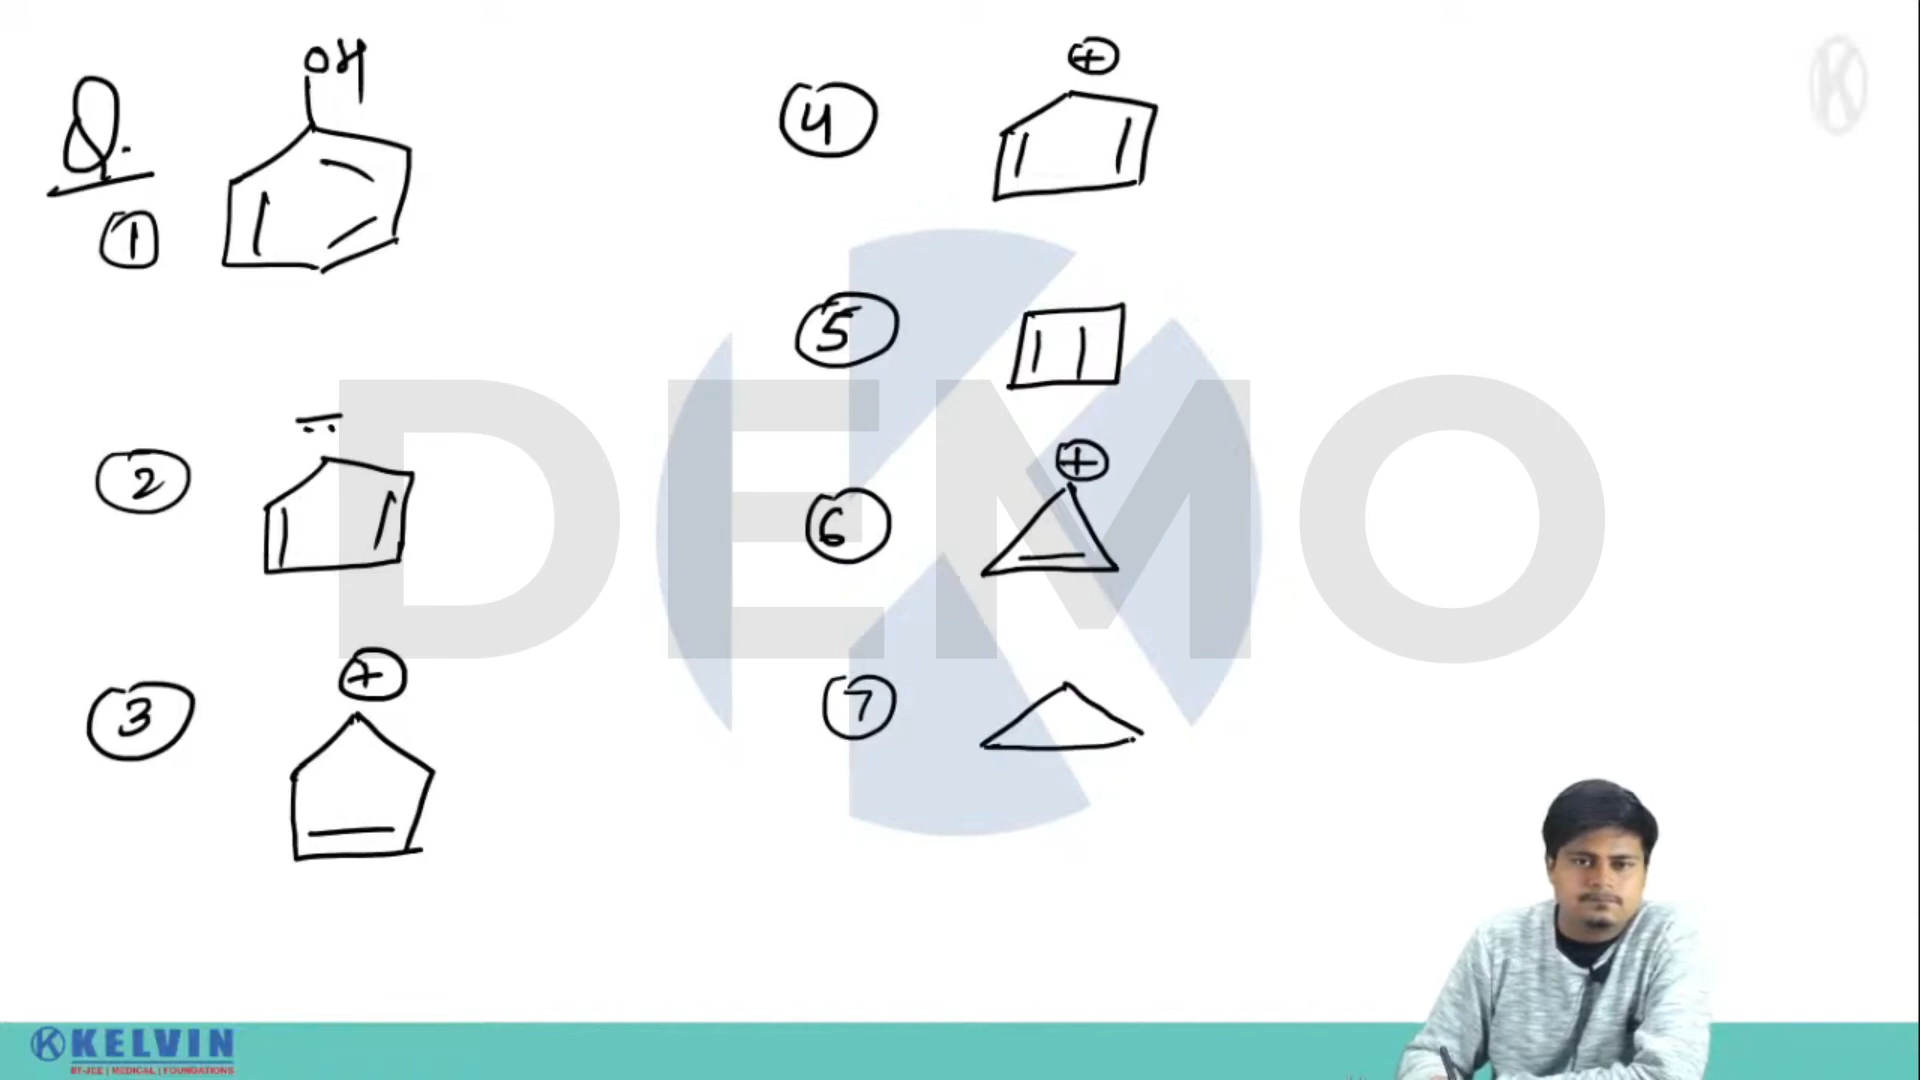 Q.
1
OH
2
3
+
4
+
5
6
+
7
DEMO
K
KELVIN
IIT-JEE | MEDICAL | FOUNDATIONS